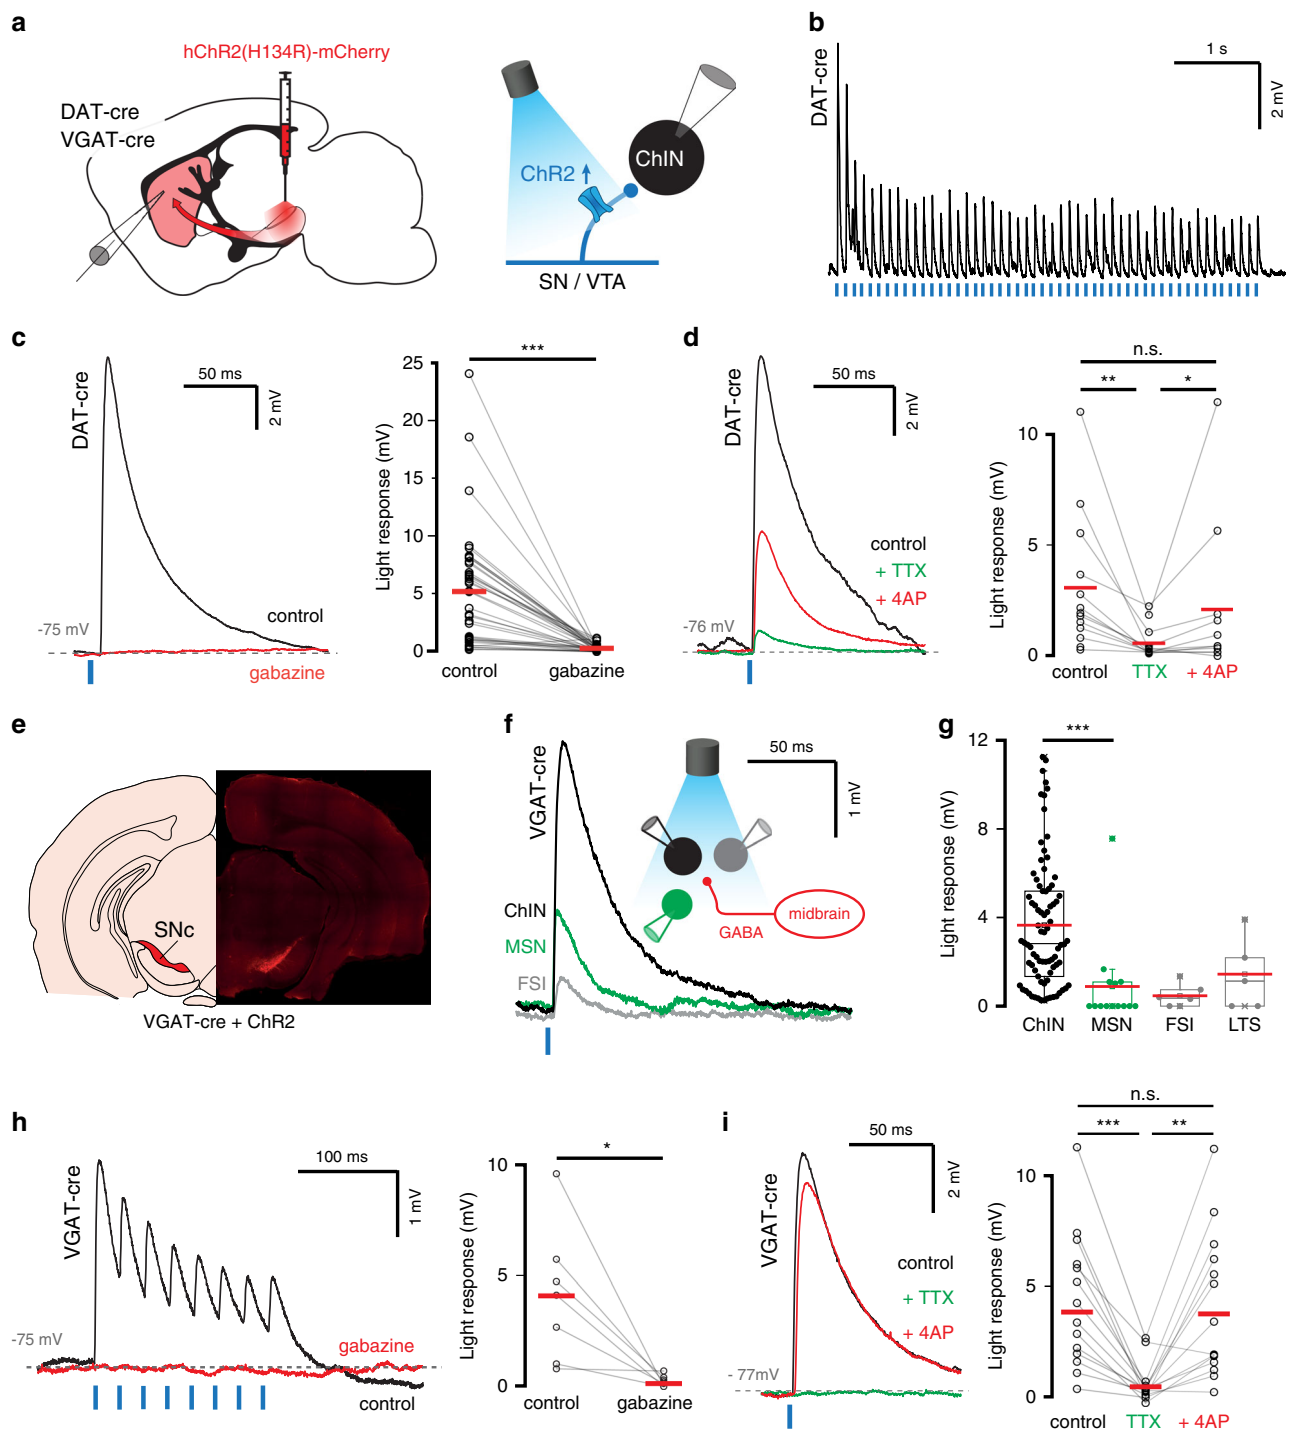 a
hChR2(H134R)-mCherry
DAT-cre
VGAT-cre
ChR2
ChIN
SN / VTA
b
DAT-cre
1 s
2 mV
c
DAT-cre
50 ms
2 mV
-75 mV
control
gabazine
***
Light response (mV)
25
20
15
10
5
0
control
gabazine
d
DAT-cre
50 ms
2 mV
control
+ TTX
+ 4AP
-76 mV
n.s.
**
*
Light response (mV)
10
5
0
control
TTX
+ 4AP
e
SNc
VGAT-cre + ChR2
f
VGAT-cre
50 ms
1 mV
ChIN
MSN
FSI
GABA
midbrain
g
***
Light response (mV)
12
8
4
0
ChIN
MSN
FSI
LTS
h
VGAT-cre
100 ms
1 mV
-75 mV
gabazine
control
*
Light response (mV)
10
5
0
control
gabazine
i
VGAT-cre
50 ms
2 mV
control
+ TTX
+ 4AP
- 77mV
n.s.
***
**
Light response (mV)
10
5
0
control
TTX
+ 4AP